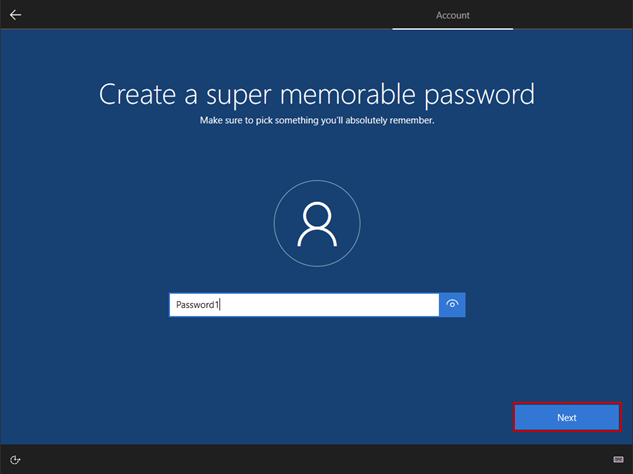 Account
Create a super memorable password
Make sure to pick something you'll absolutely remember.
Password1
Next